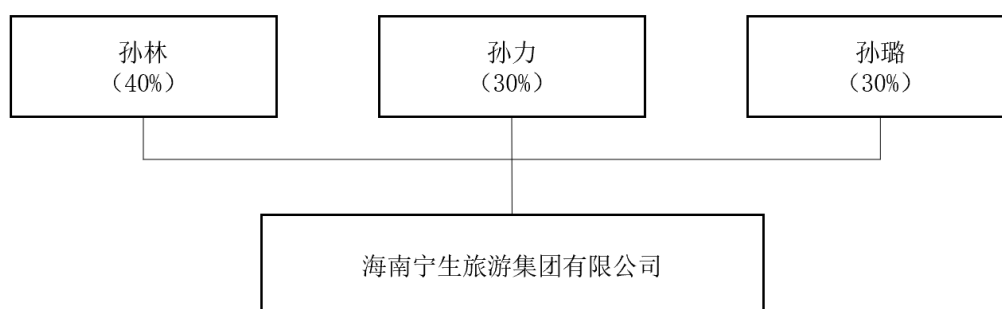 孙林
（40%）
孙力
（30%）
孙璐
（30%）
海南宁生旅游集团有限公司